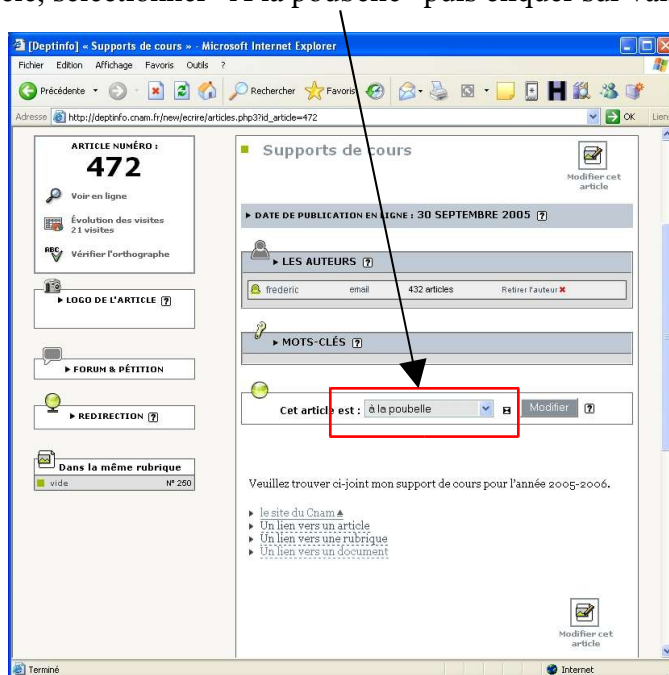 cle, sélectionner " A la poubelle" puis cliquer sur
[Deptinfo] « Supports de cours » - Microsoft Internet Explorer
Fichier Edition Affichage Favoris Outils ?
Précédente Rechercher Favoris
Adresse http://deptinfo.cnam.fr/new/ecrire/articles.php3?id_article=472 OK Liens
ARTICLE NUMÉRO :
472
Voir en ligne
Évolution des visites
21 visites
ABC Vérifier l'orthographe
LOGO DE L'ARTICLE ?
FORUM & PÉTITION
REDIRECTION ?
Dans la même rubrique
vide N° 250
Supports de cours
Modifier cet
article
DATE DE PUBLICATION EN LIGNE : 30 SEPTEMBRE 2005 ?
LES AUTEURS ?
frederic email 432 articles Retirer l'auteur
MOTS-CLÉS ?
Cet article est : à la poubelle Modifier ?
Veuillez trouver ci-joint mon support de cours pour l'année 2005-2006.
le site du Cnam
Un lien vers un article
Un lien vers une rubrique
Un lien vers un document
Modifier cet
article
Terminé Internet